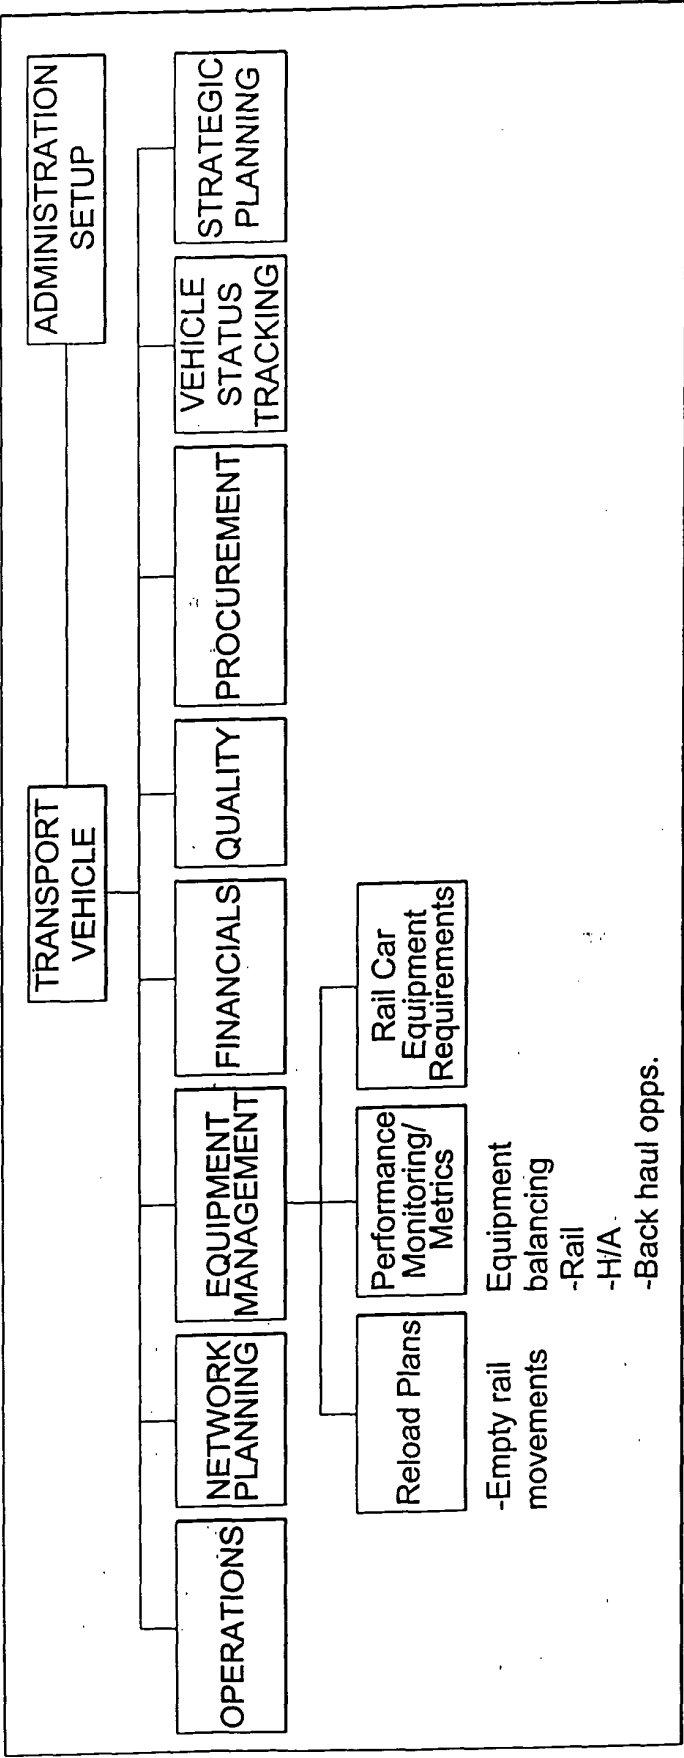 TRANSPORT
VEHICLE
ADMINISTRATION
SETUP
OPERATIONS
NETWORK
PLANNING
EQUIPMENT
MANAGEMENT
FINANCIALS
QUALITY
PROCUREMENT
VEHICLE
STATUS
TRACKING
STRATEGIC
PLANNING
Reload Plans
Performance
Monitoring/
Metrics
Rail Car
Equipment
Requirements
-Empty rail
movements
Equipment
balancing
-Rail
-H/A
-Back haul opps.